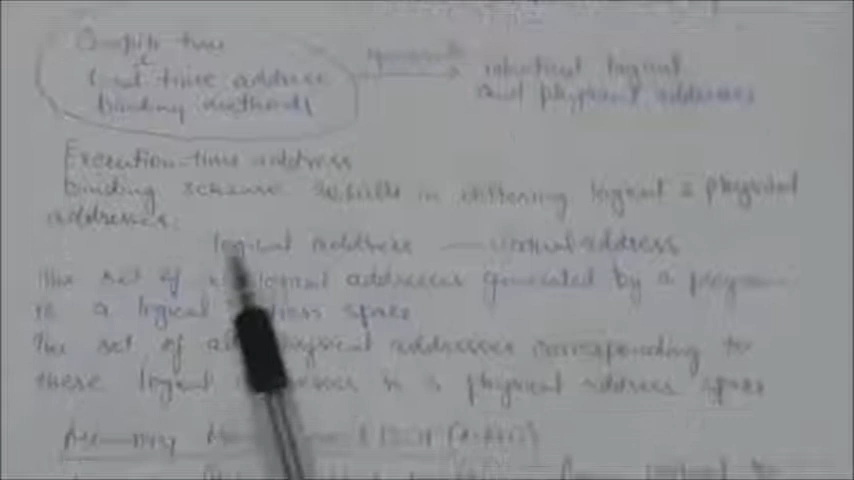 Compile time
&
Load time address
binding methods
generate
identical logical
and physical addresses
Execution-time address
binding scheme results in differing logical & physical
addresses.
logical address — virtual address
The set of all logical addresses generated by a program
is a logical address space
The set of all physical addresses corresponding to
these logical addresses is a physical address space